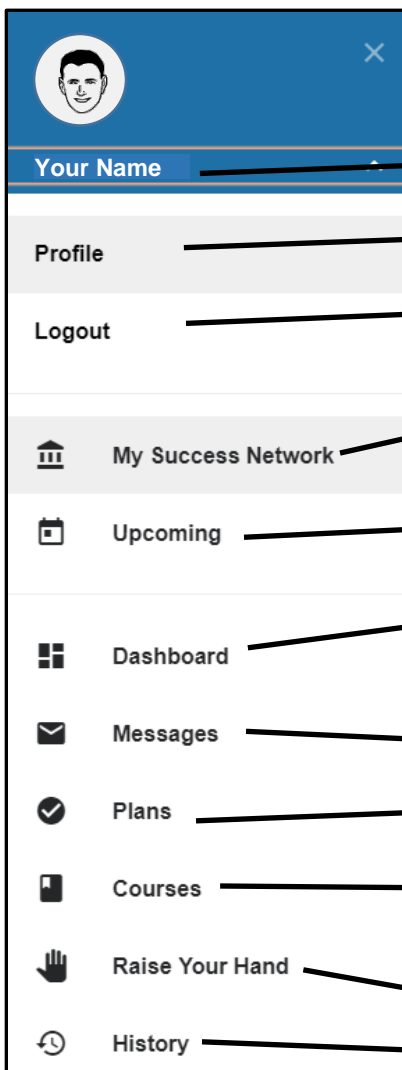 Your Name
Profile
Logout
My Success Network
Upcoming
Dashboard
Messages
Plans
Courses
Raise Your Hand
History